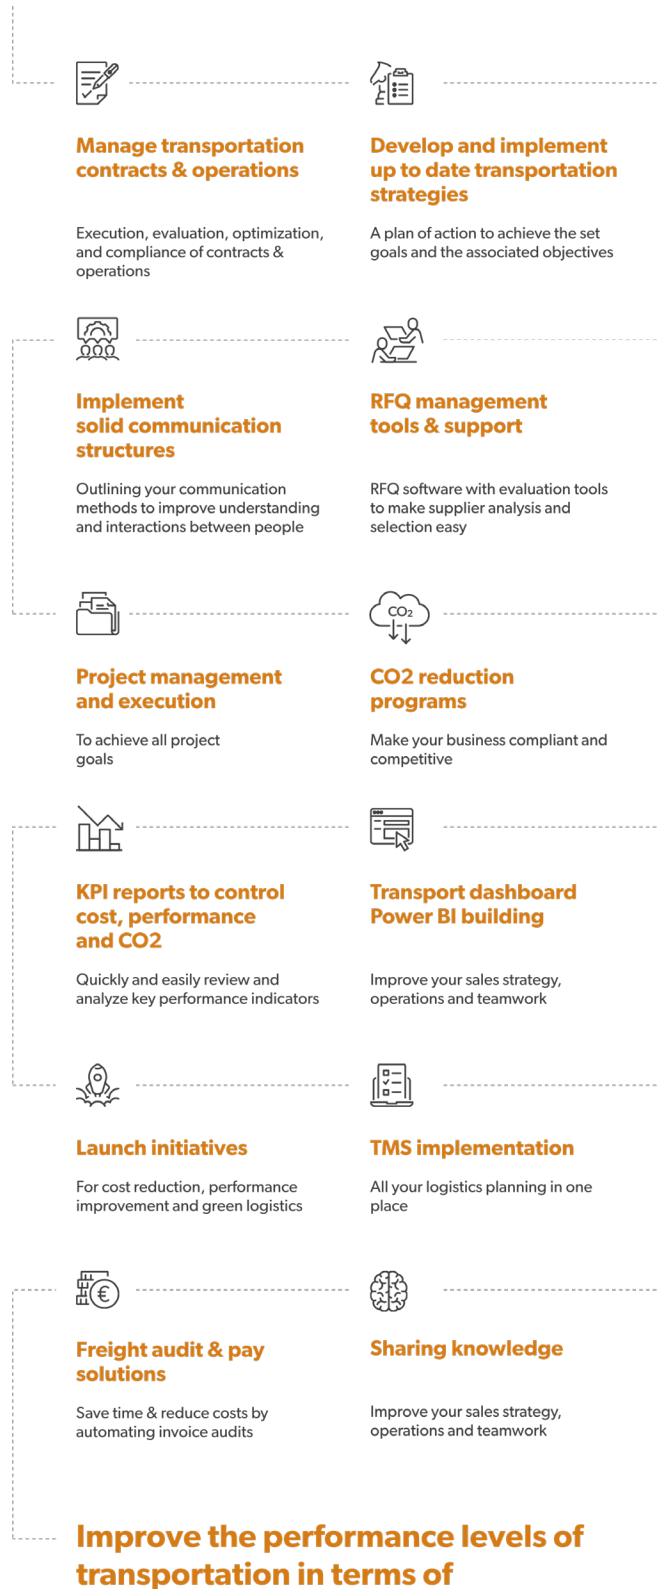 Manage transportation
contracts & operations
Execution, evaluation, optimization,
and compliance of contracts &
operations
Develop and implement
up to date transportation
strategies
A plan of action to achieve the set
goals and the associated objectives
Implement
solid communication
structures
Outlining your communication
methods to improve understanding
and interactions between people
RFQ management
tools & support
RFQ software with evaluation tools
to make supplier analysis and
selection easy
Project management
and execution
To achieve all project
goals
CO2
CO2 reduction
programs
Make your business compliant and
competitive
KPI reports to control
cost, performance
and CO2
Quickly and easily review and
analyze key performance indicators
Transport dashboard
Power BI building
Improve your sales strategy,
operations and teamwork
Launch initiatives
For cost reduction, performance
improvement and green logistics
TMS implementation
All your logistics planning in one
place
€
Freight audit & pay
solutions
Save time & reduce costs by
automating invoice audits
Sharing knowledge
Improve your sales strategy,
operations and teamwork
Improve the performance levels of
transportation in terms of